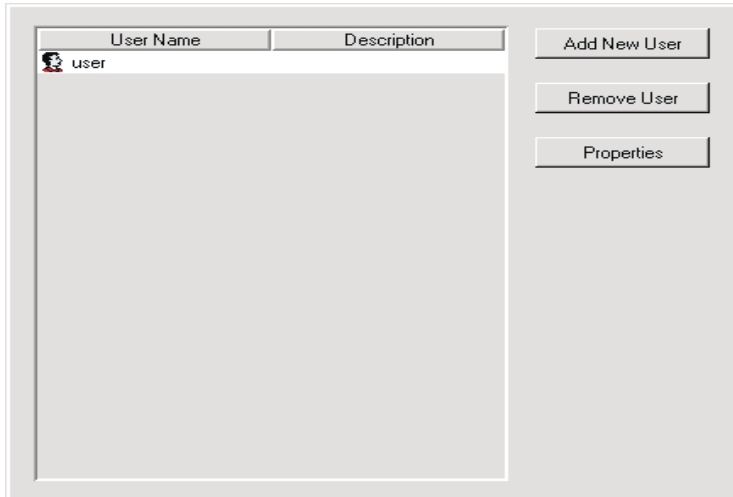 User Name Description
user
Add New User
Remove User
Properties